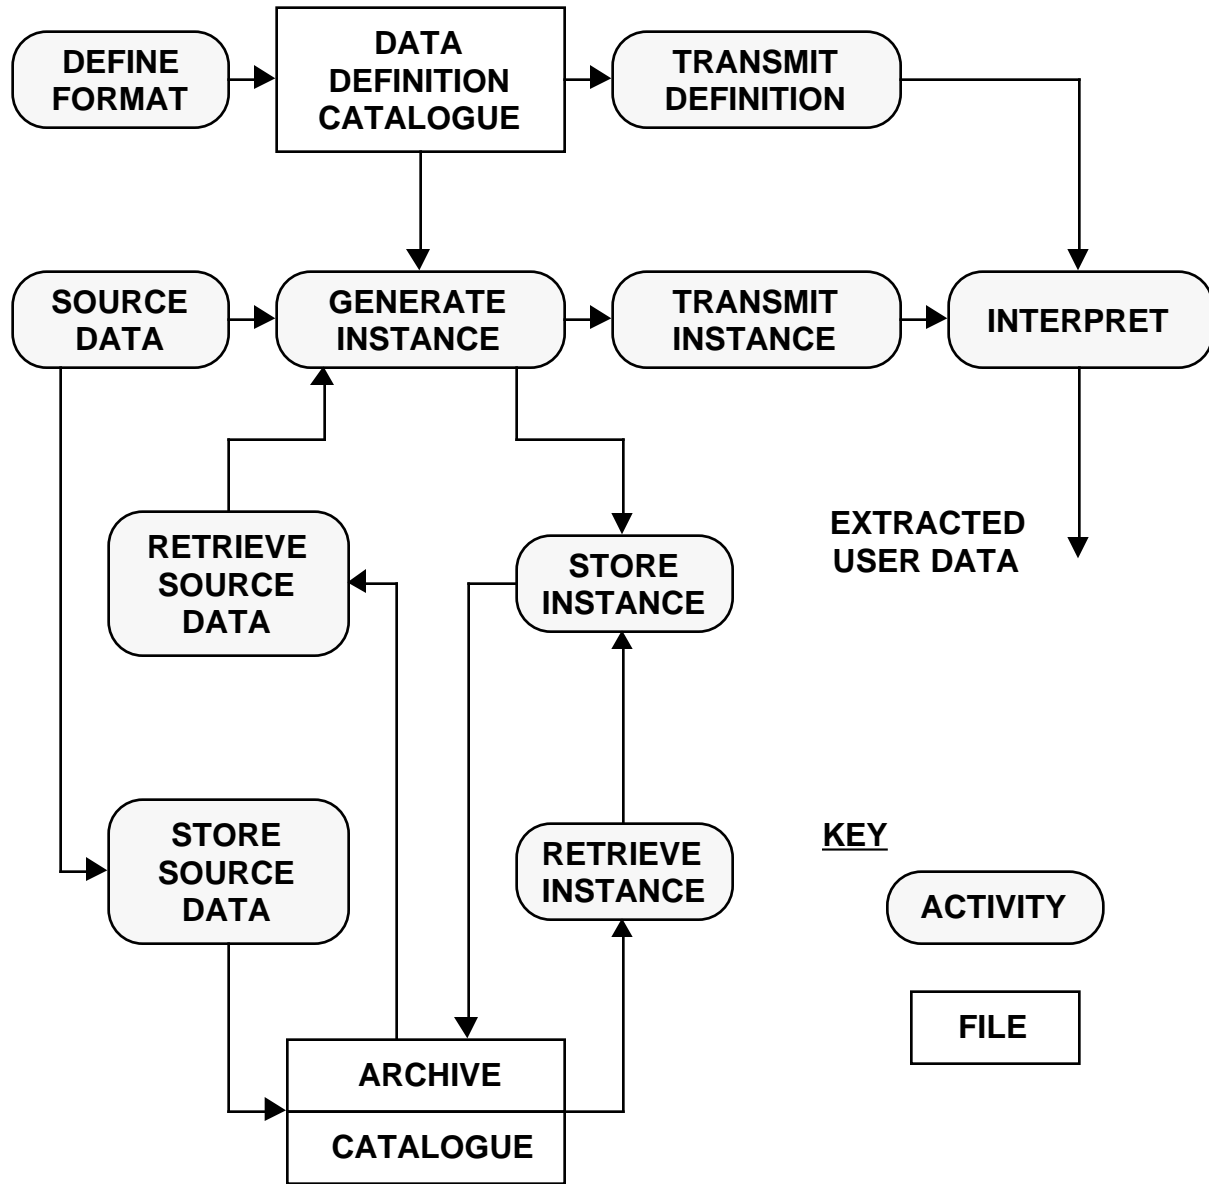 DEFINE
FORMAT
DATA
DEFINITION
CATALOGUE
TRANSMIT
DEFINITION
SOURCE
DATA
GENERATE
INSTANCE
TRANSMIT
INSTANCE
INTERPRET
RETRIEVE
SOURCE
DATA
STORE
INSTANCE
EXTRACTED
USER DATA
STORE
SOURCE
DATA
RETRIEVE
INSTANCE
KEY
ACTIVITY
FILE
ARCHIVE
CATALOGUE